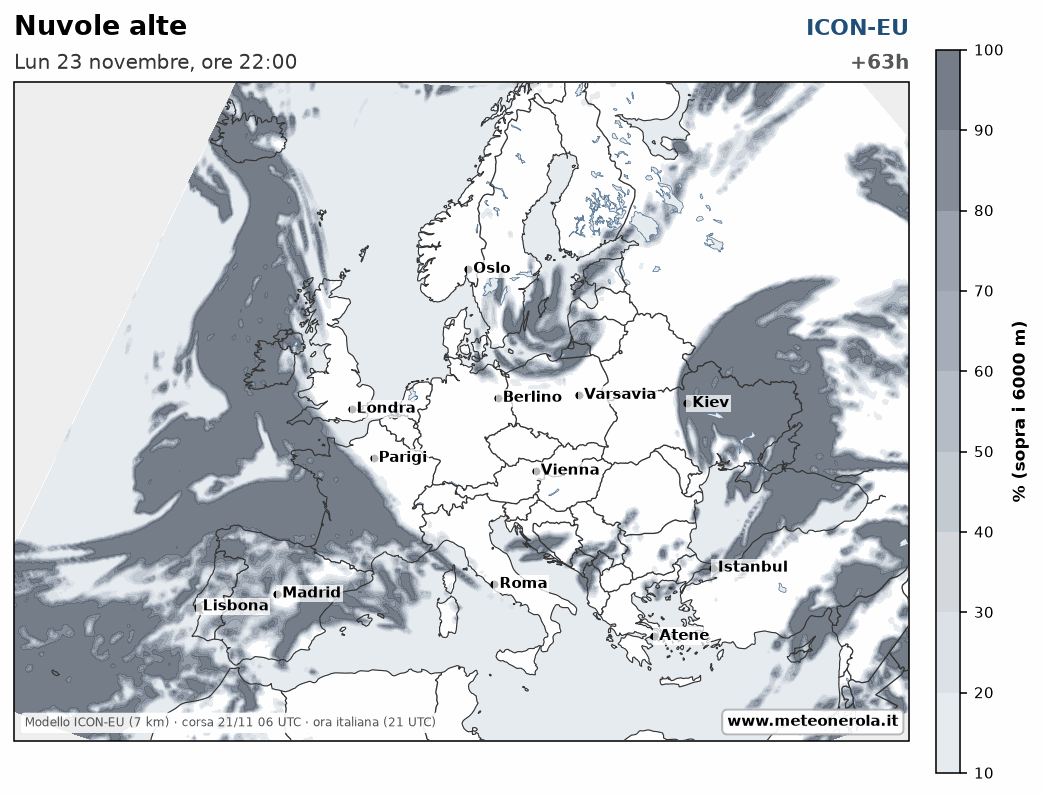 Nuvole alte
ICON-EU
Lun 23 novembre, ore 22:00
+63h
100
90
80
70
60
50
40
30
20
10
% (sopra i 6000 m)
Oslo
Londra
Berlino
Varsavia
Kiev
Parigi
Vienna
Istanbul
Roma
Madrid
Lisbona
Atene
Modello ICON-EU (7 km) · corsa 21/11 06 UTC · ora italiana (21 UTC)
www.meteonerola.it